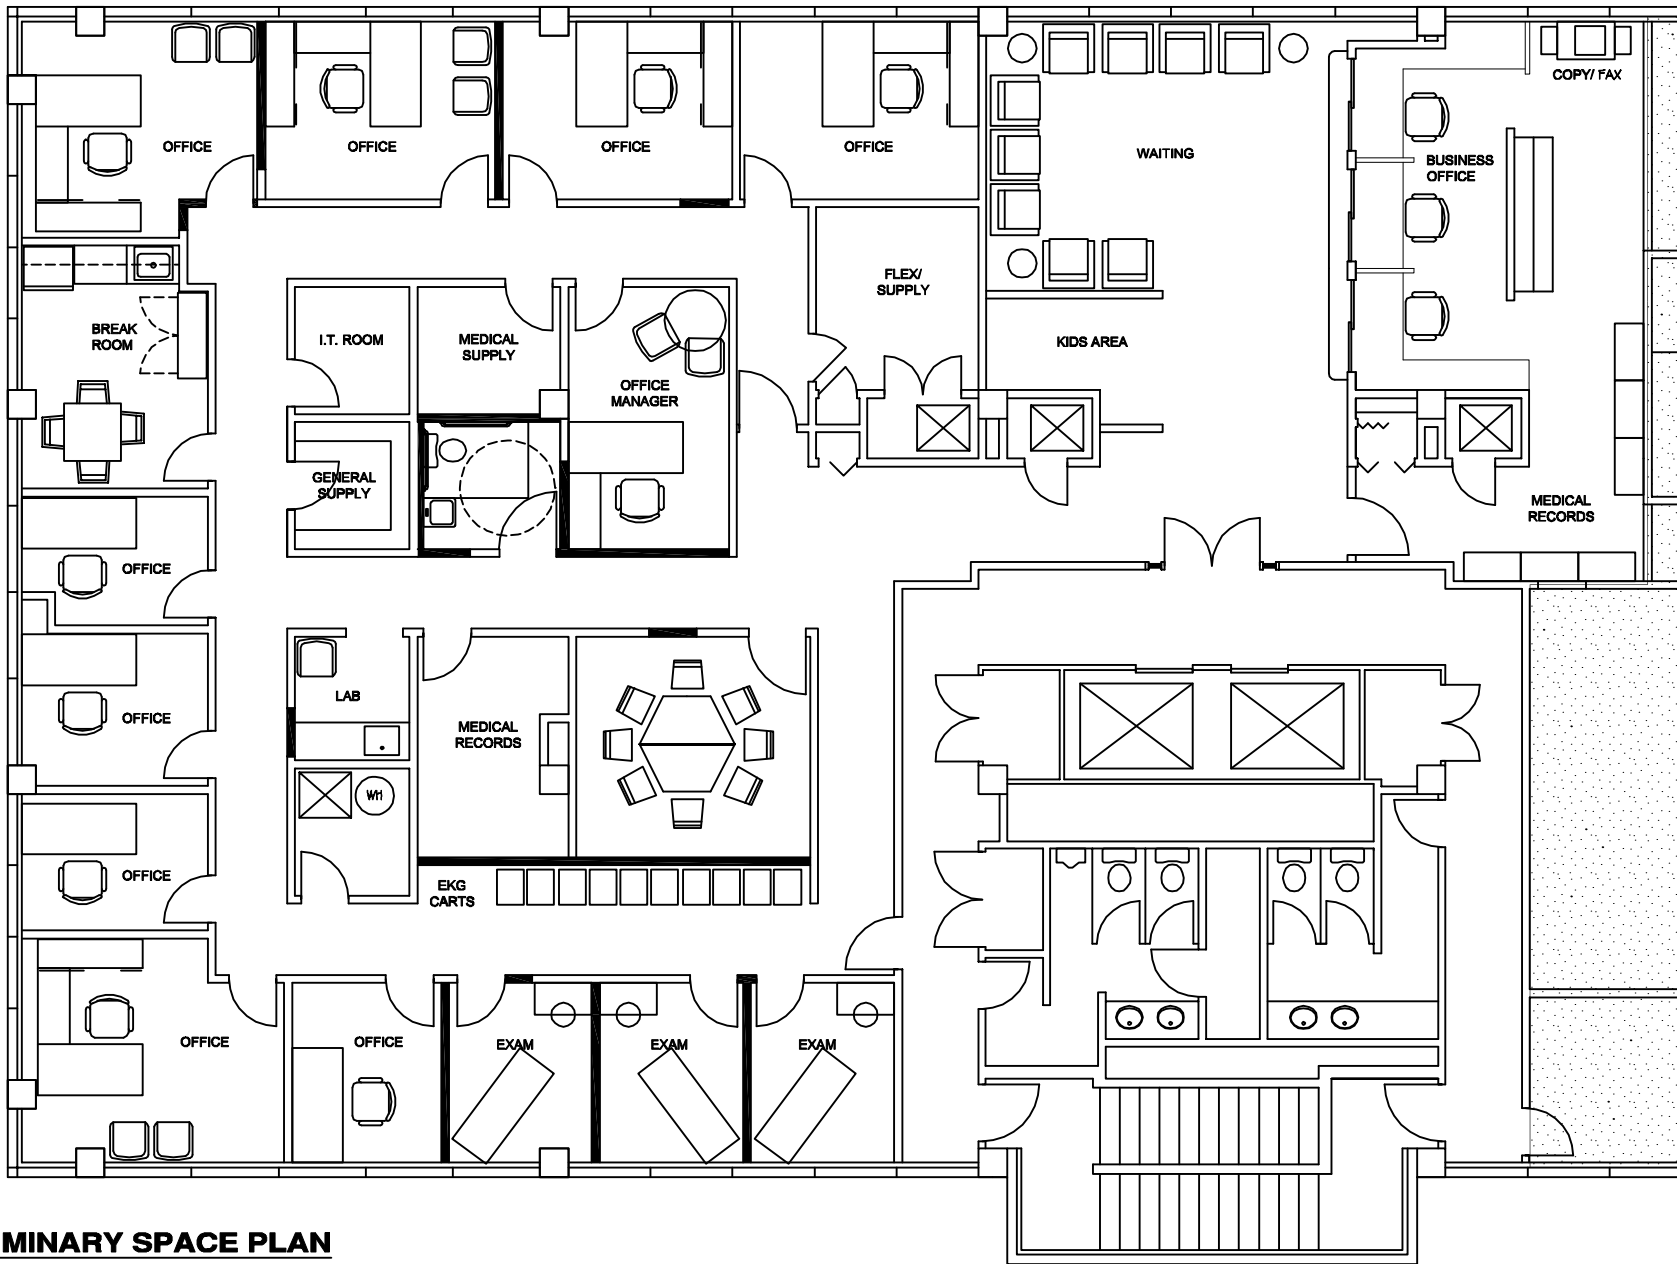 COPY/ FAX
OFFICE
OFFICE
OFFICE
OFFICE
WAITING
BUSINESS
OFFICE
FLEX/
SUPPLY
BREAK
ROOM
I.T. ROOM
MEDICAL
SUPPLY
KIDS AREA
OFFICE
MANAGER
GENERAL
SUPPLY
MEDICAL
RECORDS
OFFICE
LAB
OFFICE
MEDICAL
RECORDS
WH
OFFICE
EKG
CARTS
OFFICE
OFFICE
EXAM
EXAM
EXAM
MINARY SPACE PLAN